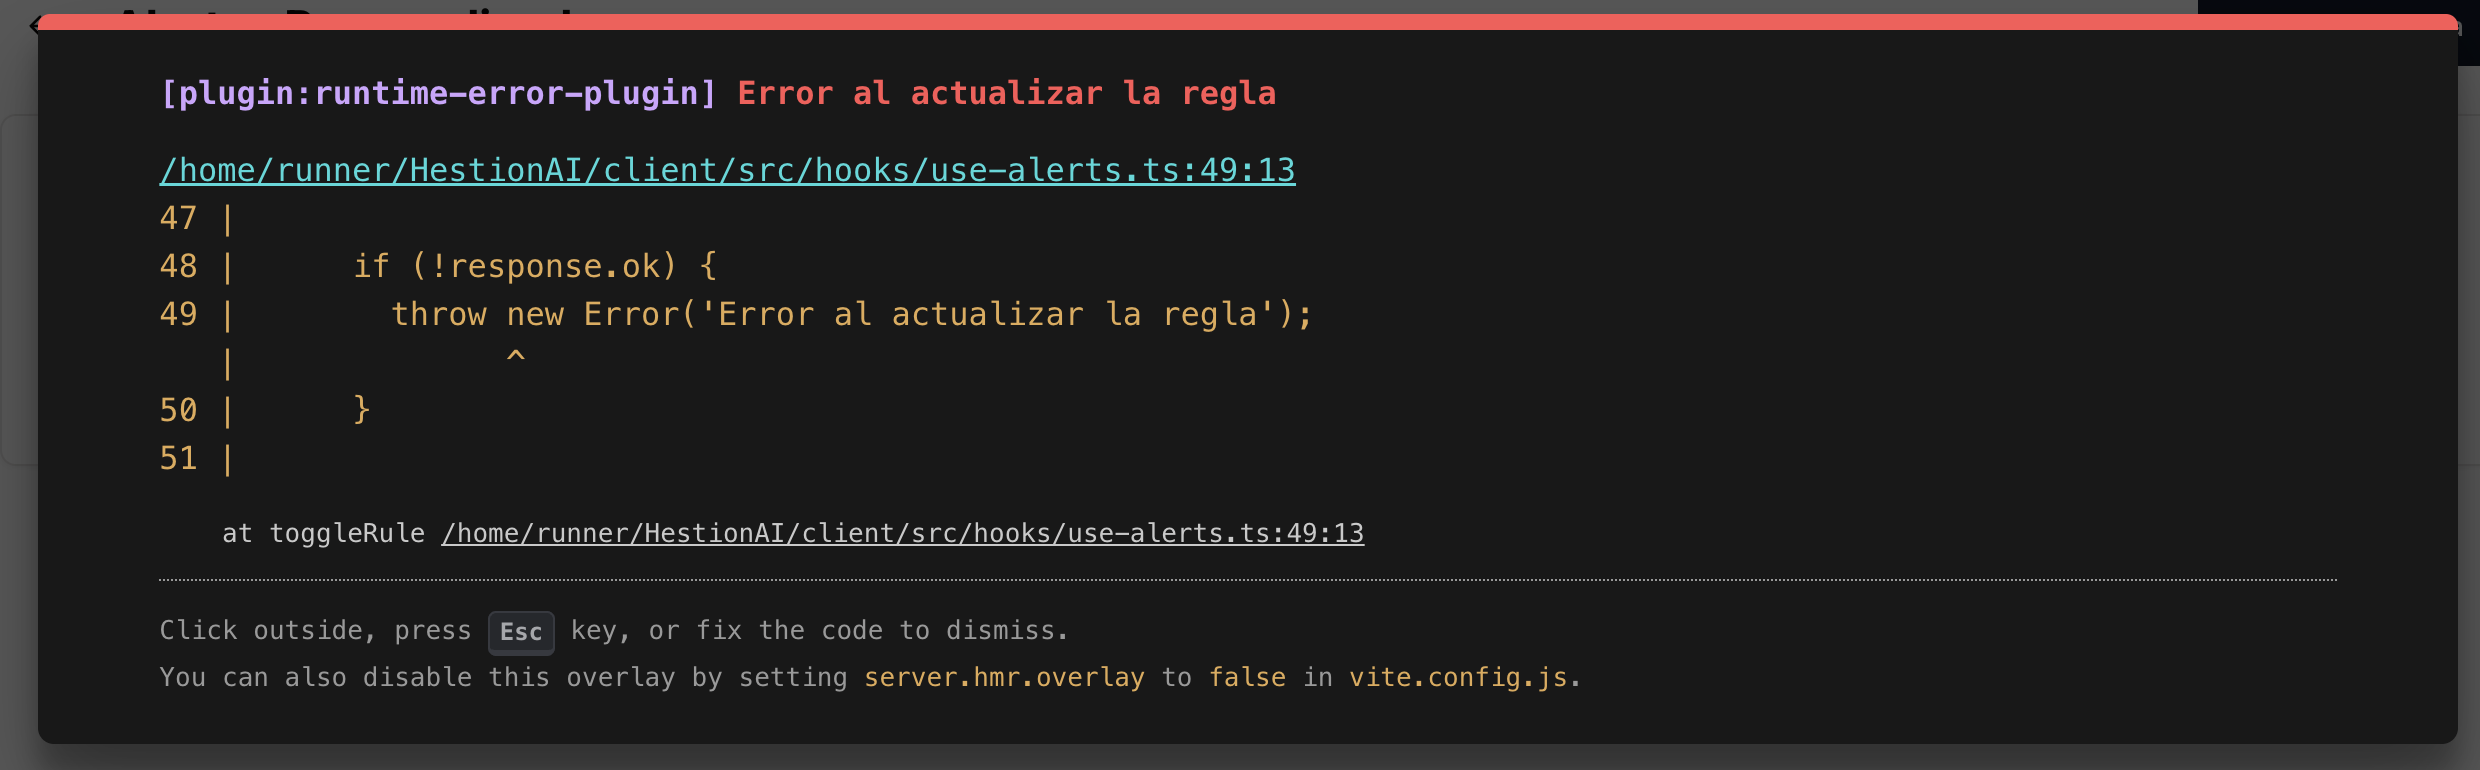 [plugin:runtime-error-plugin] Error al actualizar la regla
/home/runner/HestionAI/client/src/hooks/use-alerts.ts:49:13
47 |
48 |      if (!response.ok) {
49 |        throw new Error('Error al actualizar la regla');
   |              ^
50 |      }
51 |
    at toggleRule /home/runner/HestionAI/client/src/hooks/use-alerts.ts:49:13
Click outside, press Esc key, or fix the code to dismiss.
You can also disable this overlay by setting server.hmr.overlay to false in vite.config.js.